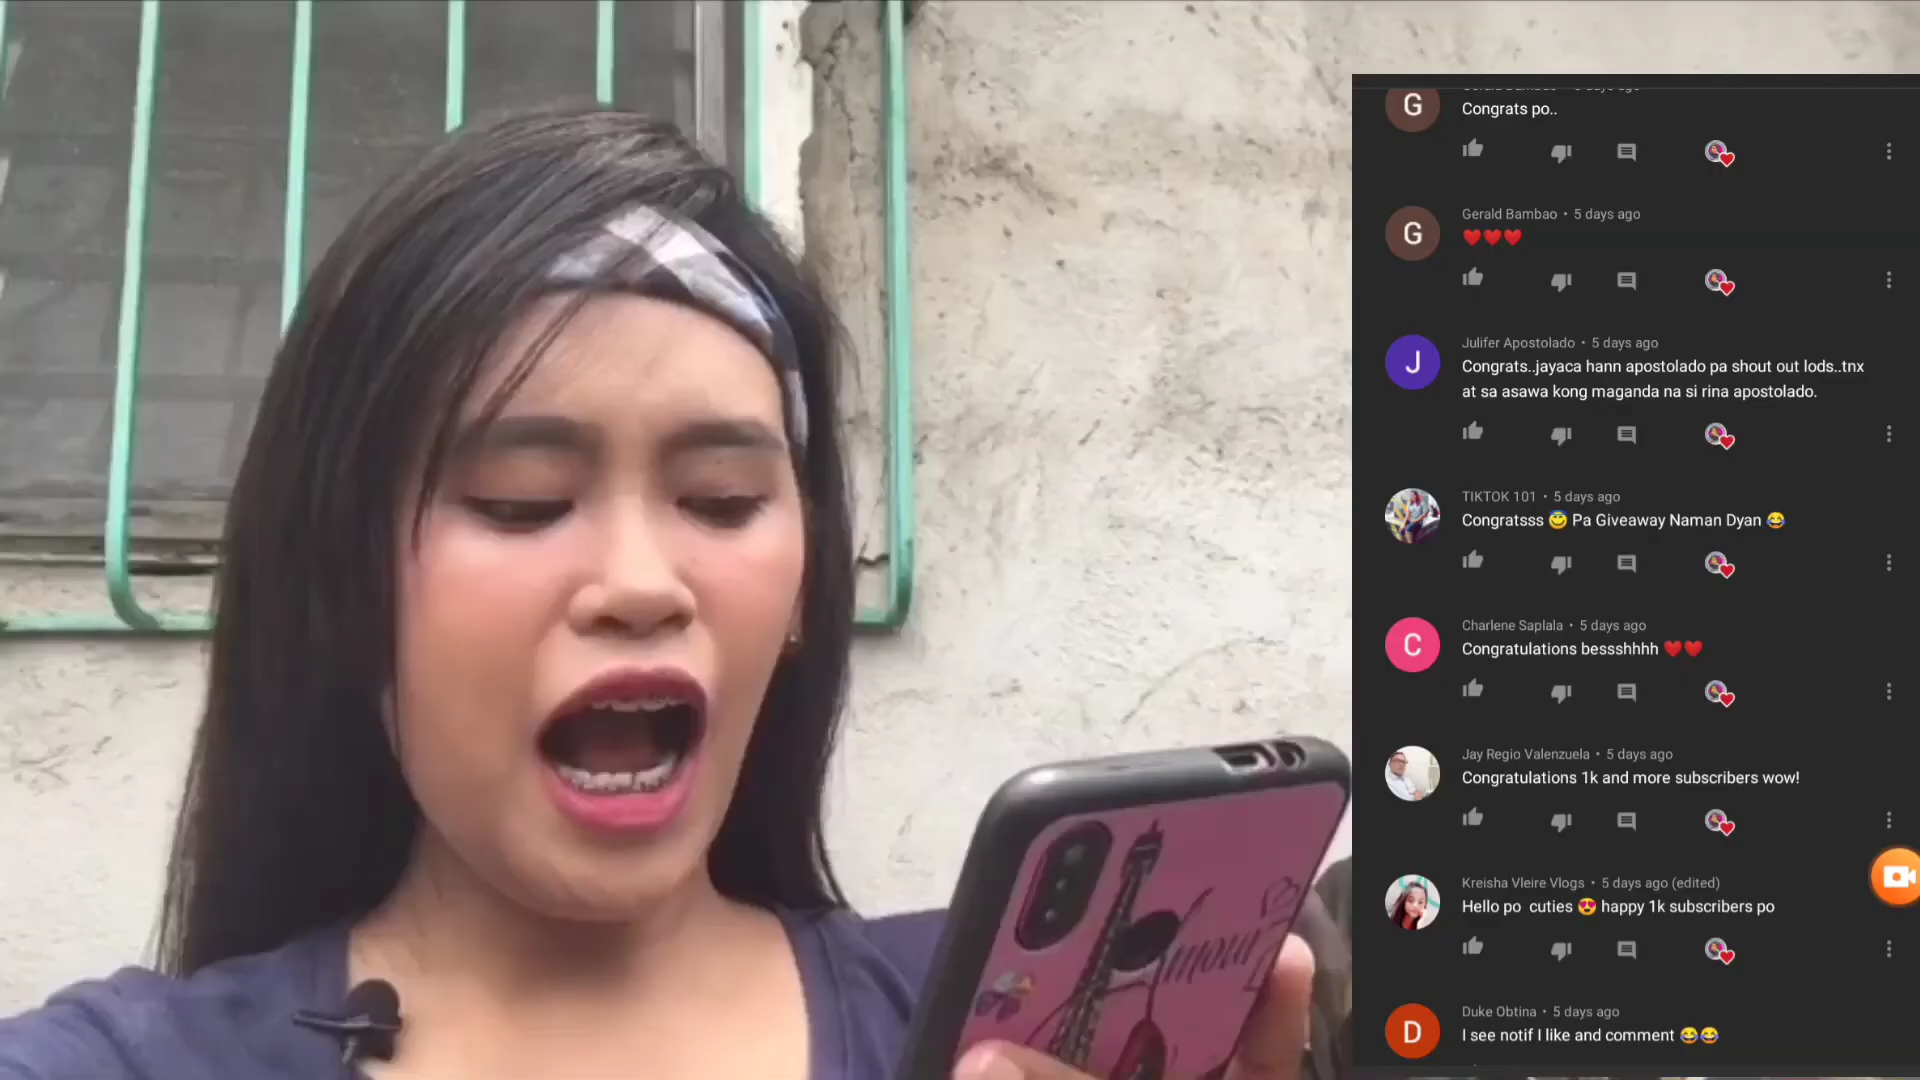 G
Congrats po..
Gerald Bambao • 5 days ago
G
❤️❤️❤️
Julifer Apostolado • 5 days ago
J
Congrats..jayaca hann apostolado pa shout out lods..tnx
at sa asawa kong maganda na si rina apostolado.
TIKTOK 101 • 5 days ago
Congratsss 😇 Pa Giveaway Naman Dyan 😂
Charlene Saplala • 5 days ago
C
Congratulations bessshhhh ❤️❤️
Jay Regio Valenzuela • 5 days ago
Congratulations 1k and more subscribers wow!
Kreisha Vleire Vlogs • 5 days ago (edited)
Hello po cuties 😍 happy 1k subscribers po
Duke Obtina • 5 days ago
D
I see notif I like and comment 😂😂